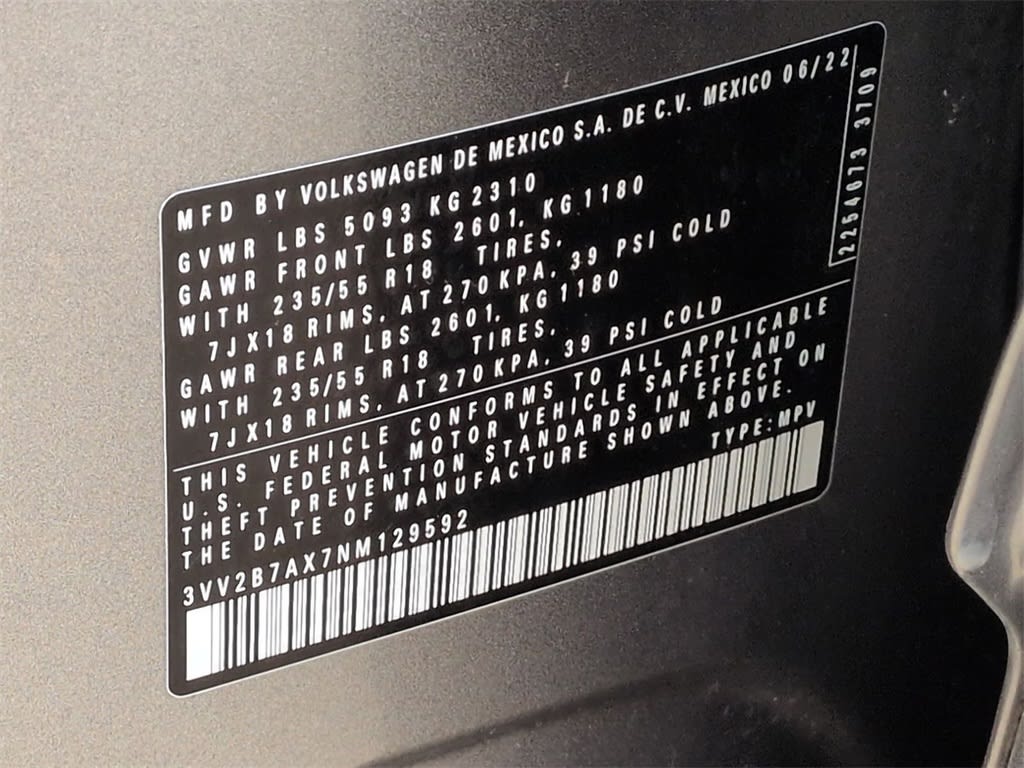 MFD BY VOLKSWAGEN DE MEXICO S.A. DE C.V. MEXICO 06/22
GVWR LBS 5093 KG 2310
GAWR FRONT LBS 2601, KG 1180
WITH 235/55 R18 TIRES,
7JX18 RIMS, AT 270 KPA, 39 PSI COLD
GAWR REAR LBS 2601, KG 1180
WITH 235/55 R18 TIRES,
7JX18 RIMS, AT 270 KPA, 39 PSI COLD
2254673 3709
THIS VEHICLE CONFORMS TO ALL APPLICABLE
U.S. FEDERAL MOTOR VEHICLE SAFETY AND
THEFT PREVENTION STANDARDS IN EFFECT ON
THE DATE OF MANUFACTURE SHOWN ABOVE.
3VV2B7AX7NM129592 TYPE: MPV